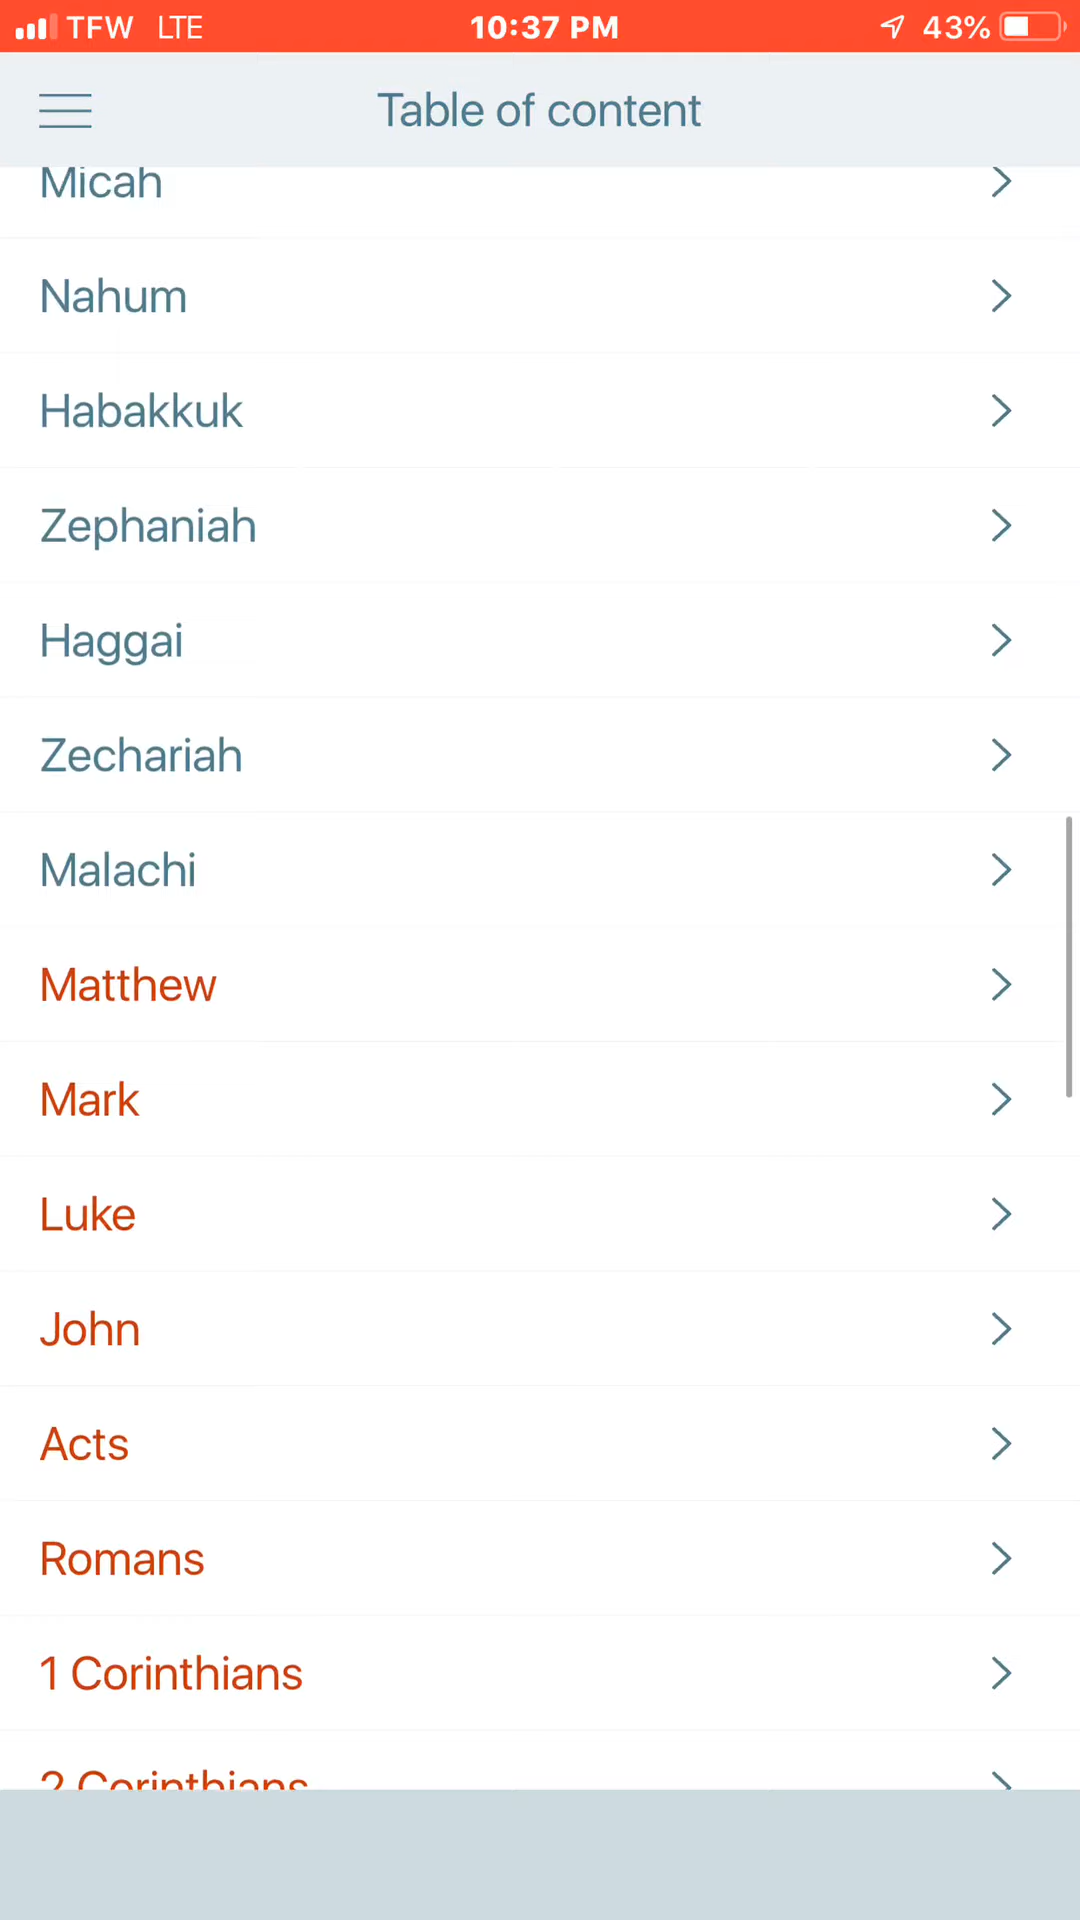 TFW LTE 10:37 PM 43%
Table of content
Micah
Nahum
Habakkuk
Zephaniah
Haggai
Zechariah
Malachi
Matthew
Mark
Luke
John
Acts
Romans
1 Corinthians
2 Corinthians